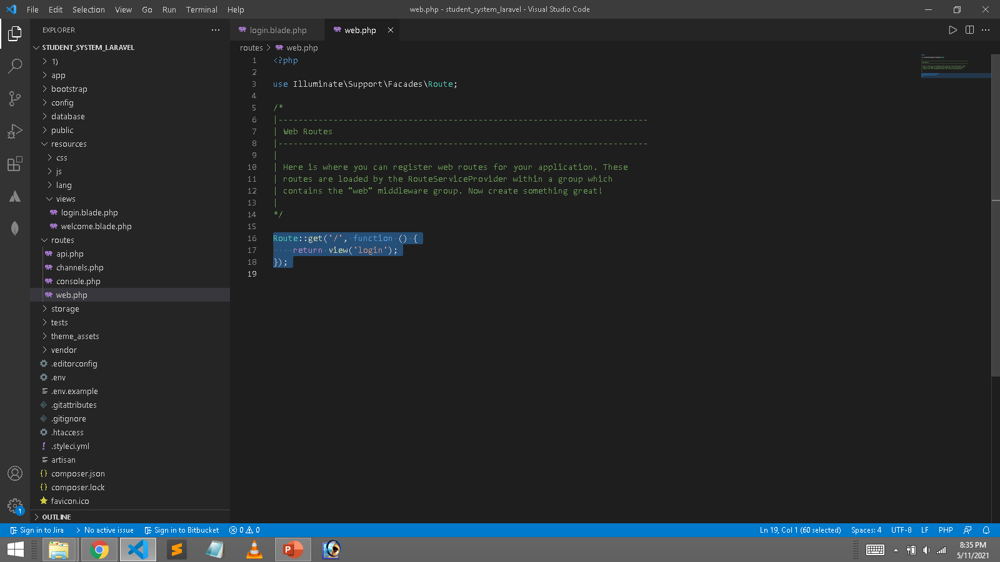 File Edit Selection View Go Run Terminal Help
web.php - student_system_laravel - Visual Studio Code
EXPLORER
STUDENT_SYSTEM_LARAVEL
1)
app
bootstrap
config
database
public
resources
css
js
lang
views
login.blade.php
welcome.blade.php
routes
api.php
channels.php
console.php
web.php
storage
tests
theme_assets
vendor
.editorconfig
.env
.env.example
.gitattributes
.gitignore
.htaccess
.styleci.yml
artisan
composer.json
composer.lock
favicon.ico
OUTLINE
login.blade.php web.php
routes > web.php
1 <?php
2
3 use Illuminate\Support\Facades\Route;
4
5 /*
6 |--------------------------------------------------------------------------
7 | Web Routes
8 |--------------------------------------------------------------------------
9 |
10 | Here is where you can register web routes for your application. These
11 | routes are loaded by the RouteServiceProvider within a group which
12 | contains the "web" middleware group. Now create something great!
13 |
14 */
15
16 Route::get('/', function () {
17 return view('login');
18 });
19
1
Sign in to Jira No active issue Sign in to Bitbucket 0 0 Ln 19, Col 1 (60 selected) Spaces: 4 UTF-8 LF PHP
8:35 PM
5/11/2021